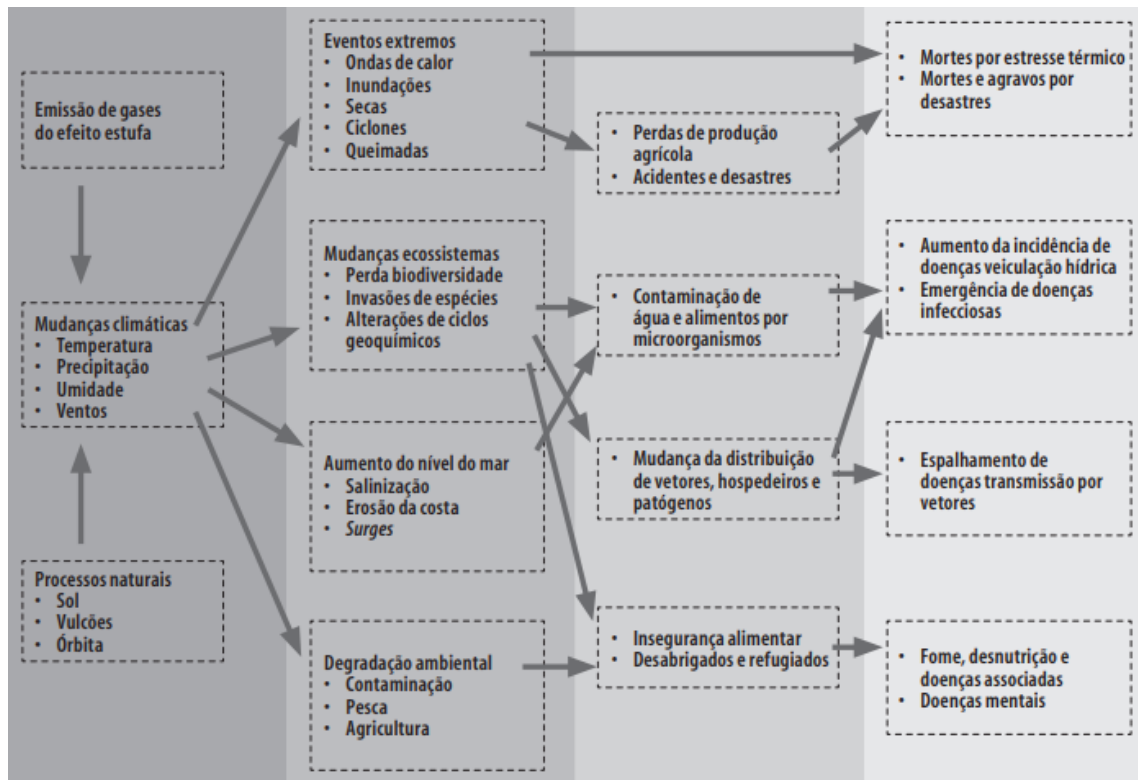 Emissão de gases
do efeito estufa
Mudanças climáticas
• Temperatura
• Precipitação
• Umidade
• Ventos
Processos naturais
• Sol
• Vulcões
• Órbita
Eventos extremos
• Ondas de calor
• Inundações
• Secas
• Ciclones
• Queimadas
Mudanças ecossistemas
• Perda biodiversidade
• Invasões de espécies
• Alterações de ciclos
geoquímicos
Aumento do nível do mar
• Salinização
• Erosão da costa
• Surges
Degradação ambiental
• Contaminação
• Pesca
• Agricultura
• Perdas de produção
agrícola
• Acidentes e desastres
• Contaminação de
água e alimentos por
microorganismos
• Mudança da distribuição
de vetores, hospedeiros e
patógenos
• Insegurança alimentar
• Desabrigados e refugiados
• Mortes por estresse térmico
• Mortes e agravos por
desastres
• Aumento da incidência de
doenças veiculação hídrica
• Emergência de doenças
infecciosas
• Espalhamento de
doenças transmissão por
vetores
• Fome, desnutrição e
doenças associadas
• Doenças mentais